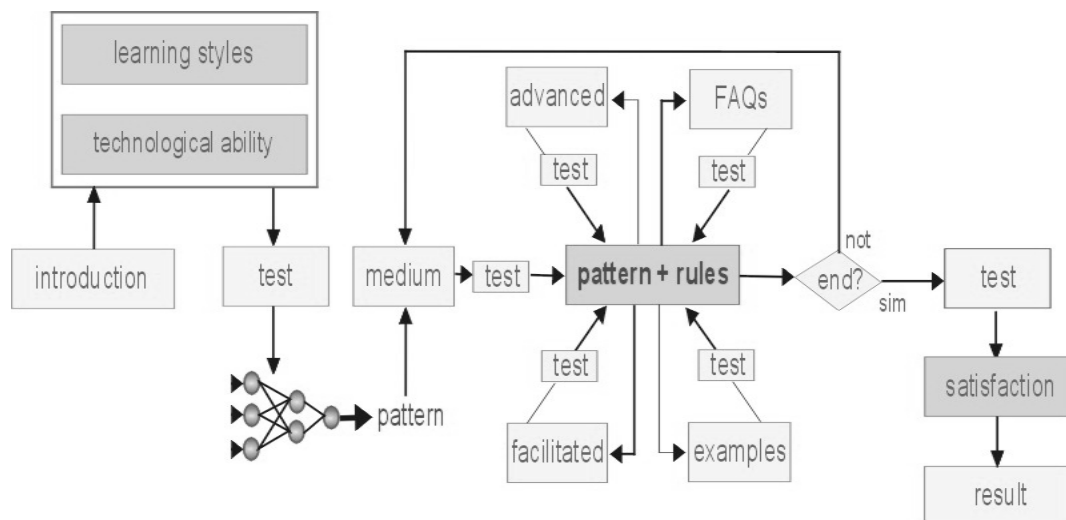 learning styles
technological ability
introduction
test
pattern
medium
test
advanced
test
FAQs
test
pattern + rules
facilitated
test
examples
test
end?
not
sim
test
satisfaction
result